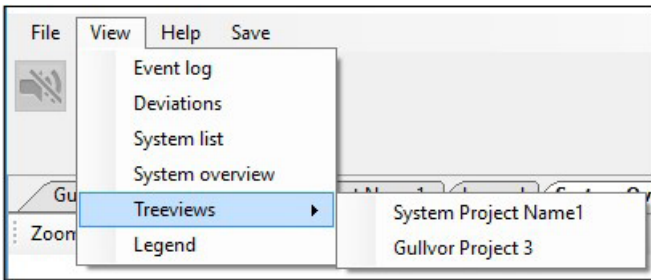 File View Help Save
Event log
Deviations
System list
System overview
Treeviews
System Project Name1
Legend
Gullvor Project 3
Gu
Zoom